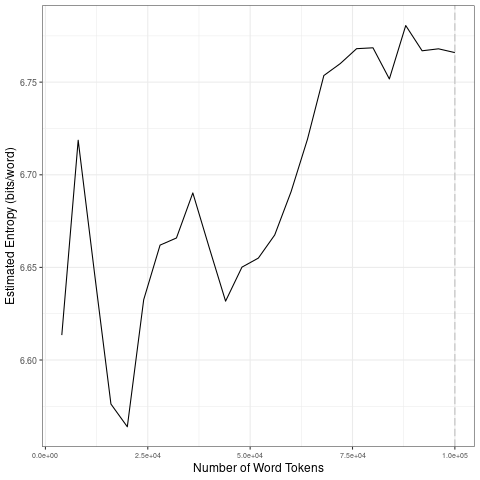 Estimated Entropy (bits/word)
6.75
6.70
6.65
6.60
0.0e+00 2.5e+04 5.0e+04 7.5e+04 1.0e+05
Number of Word Tokens